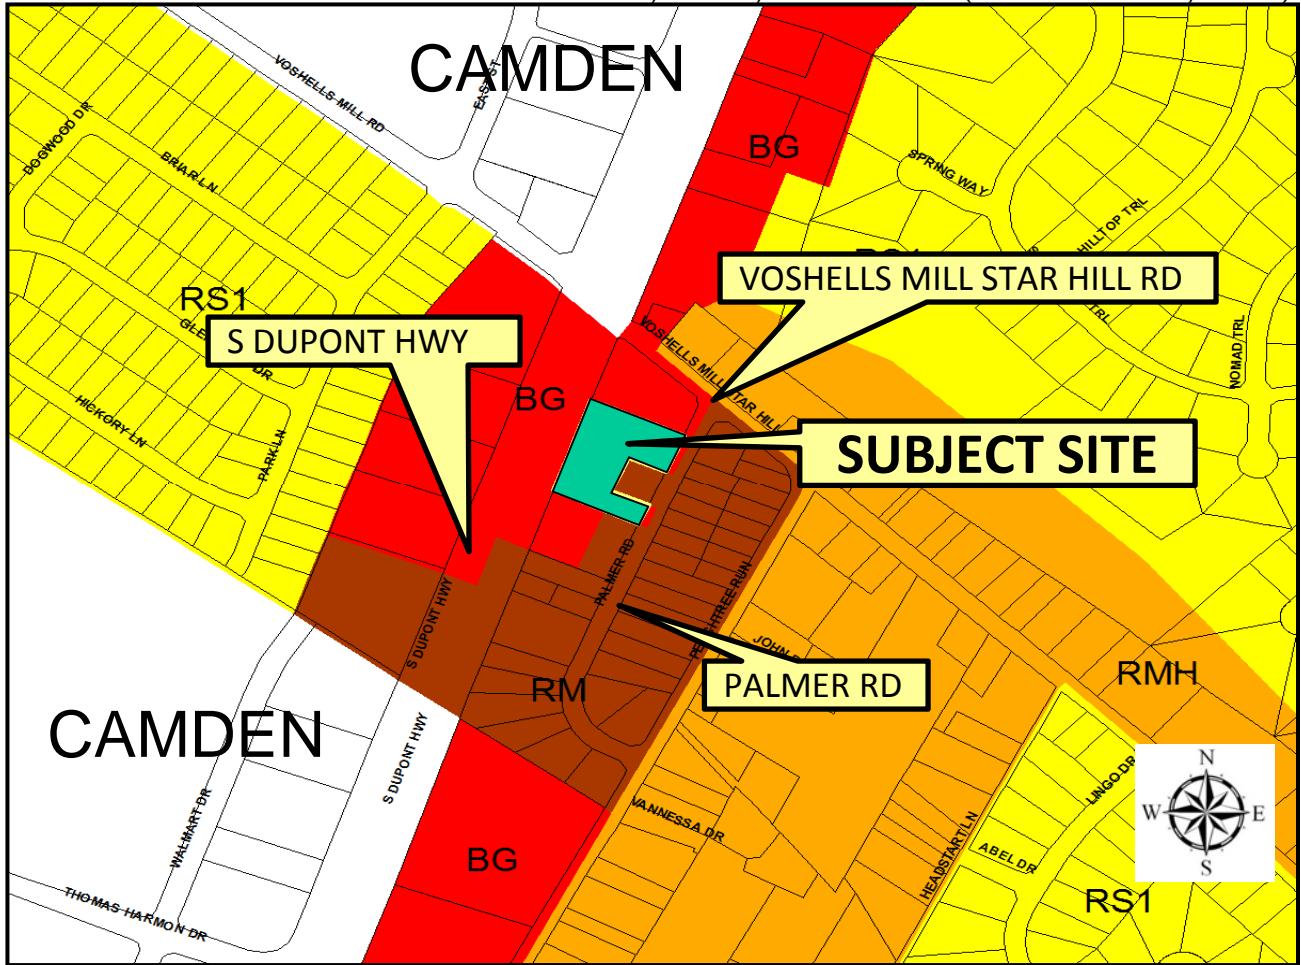 CAMDEN
VOSHELLS MILL RD
EAST ST
DOGWOOD DR
BRIAR LN
BG
SPRING WAY
HILLTOP TRL
VOSHELLS MILL STAR HILL RD
RS1
S DUPONT HWY
DR
VOSHELLS MILL STAR HILL
TRL
NOMAD TRL
HICKORY LN
PARK LN
BG
SUBJECT SITE
PALMER RD
S DUPONT HWY
PALMER RD
RM
RMH
CAMDEN
S DUPONT HWY
LINGO DR
N
W
E
S
WALMART DR
VANNESSA DR
HEADSTART LN
ABEL DR
BG
RS1
THOMAS HARMON DR